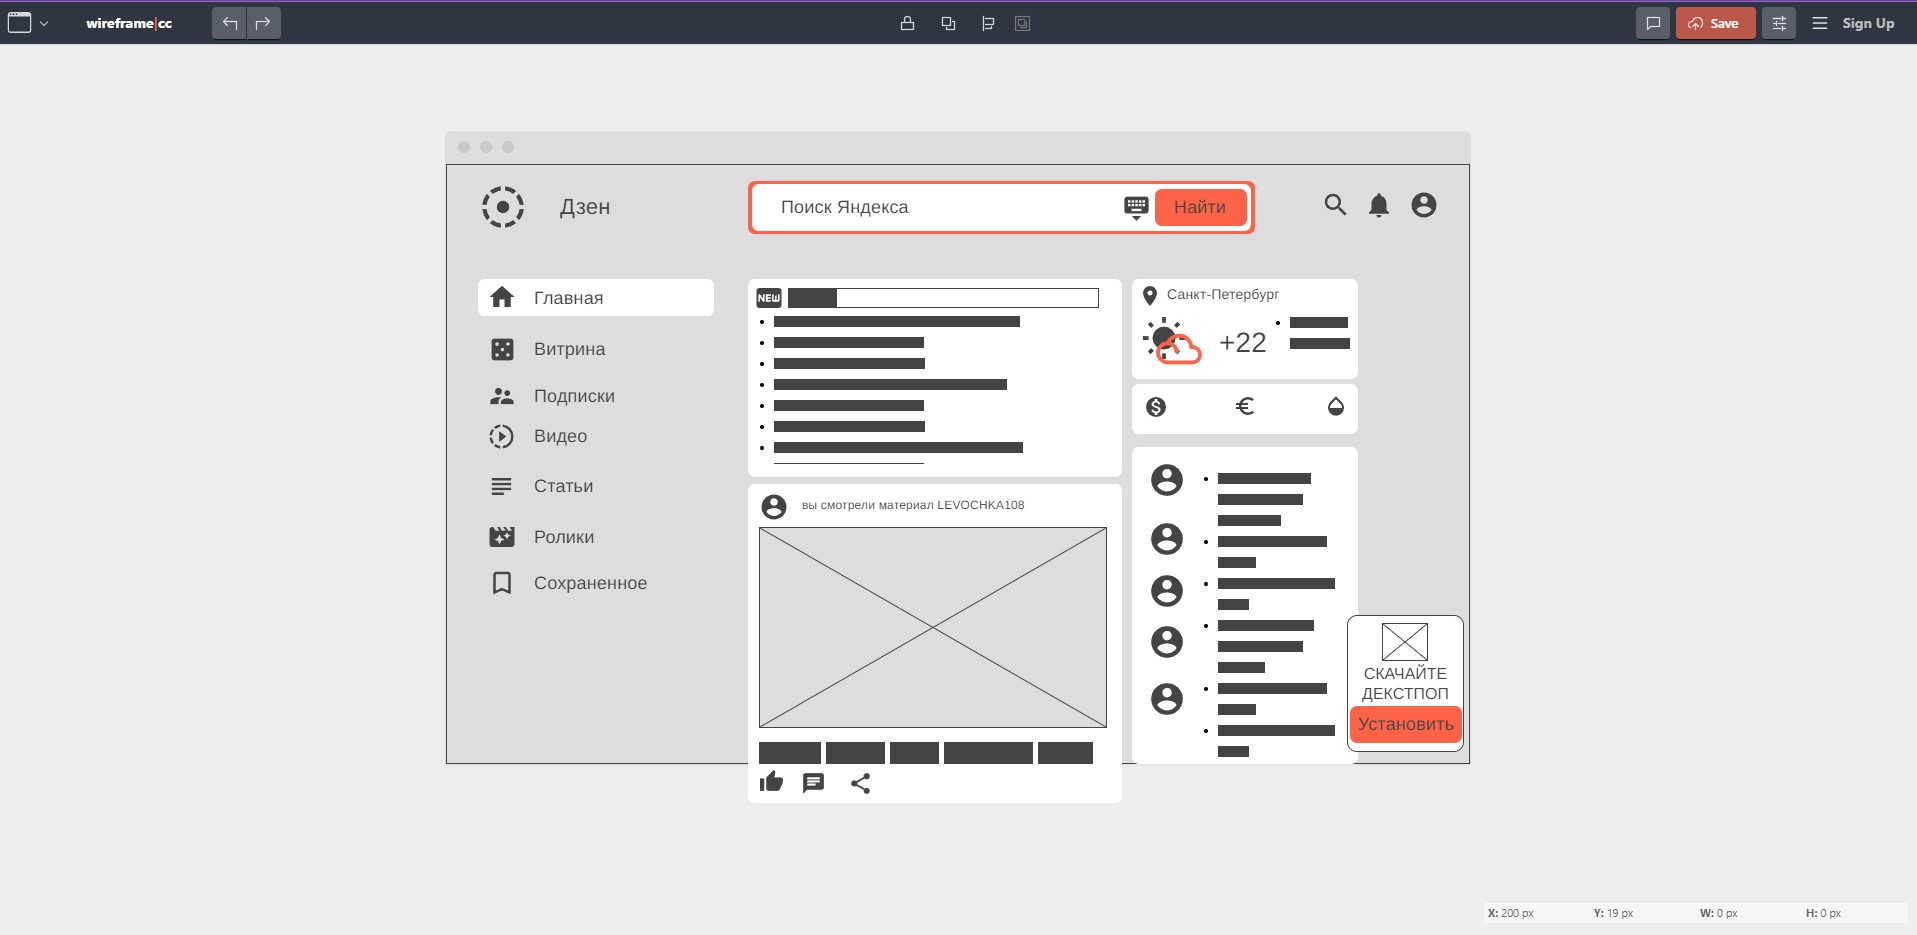 wireframe|cc
Save
Sign Up
Дзен
Поиск Яндекса
Найти
Главная
Витрина
Подписки
Видео
Статьи
Ролики
Сохраненное
NEW
Санкт-Петербург
+22
вы смотрели материал LEVOCHKA108
СКАЧАЙТЕ
ДЕКСТПОП
Установить
X: 200 px
Y: 19 px
W: 0 px
H: 0 px